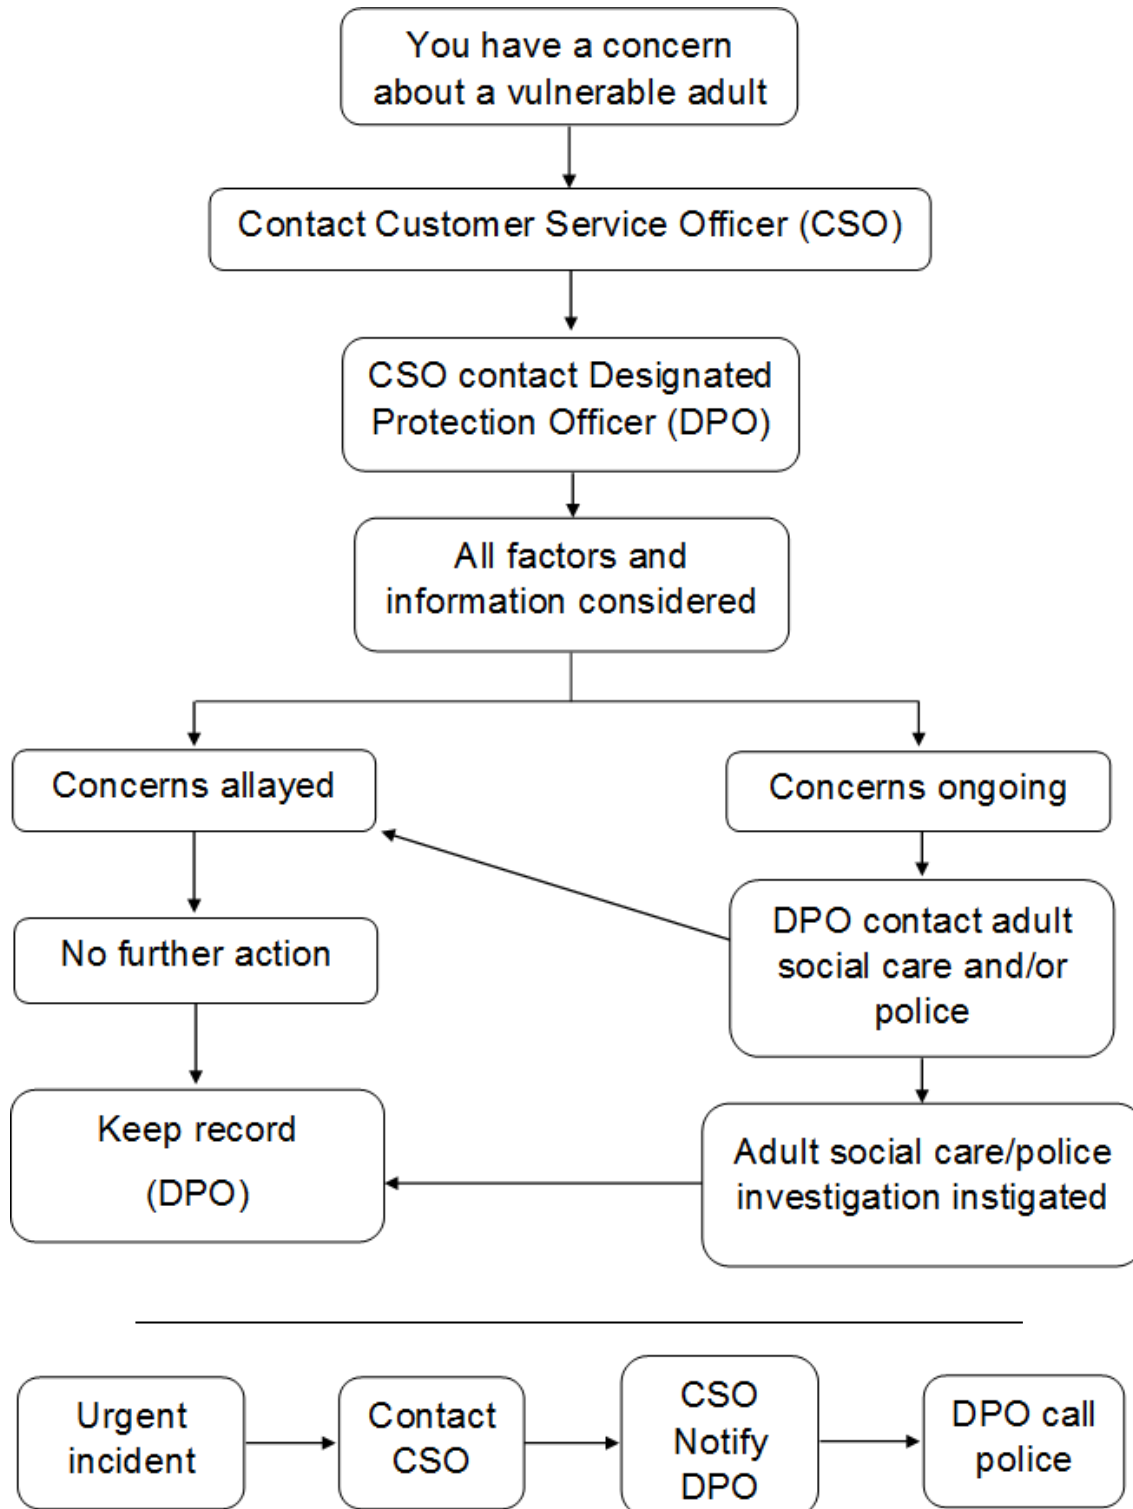 You have a concern
about a vulnerable adult
Contact Customer Service Officer (CSO)
CSO contact Designated
Protection Officer (DPO)
All factors and
information considered
Concerns allayed
Concerns ongoing
No further action
DPO contact adult
social care and/or
police
Keep record
(DPO)
Adult social care/police
investigation instigated
Urgent
incident
Contact
CSO
CSO
Notify
DPO
DPO call
police